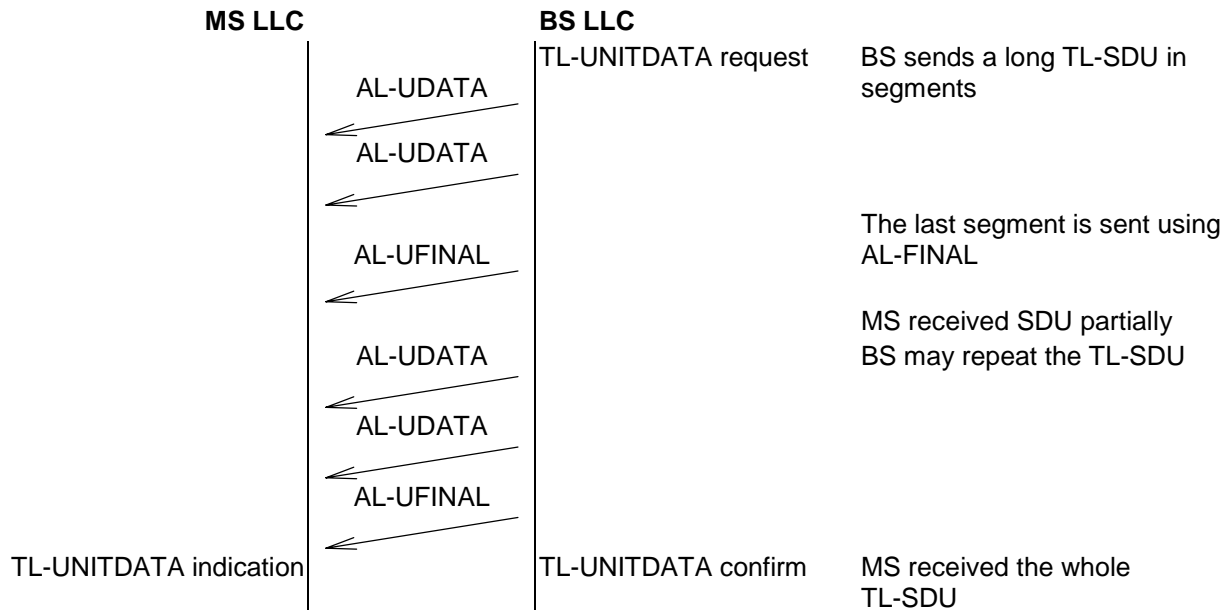 MS LLC BS LLC
TL-UNITDATA request BS sends a long TL-SDU in
segments
AL-UDATA
AL-UDATA
The last segment is sent using
AL-FINAL
AL-UFINAL
MS received SDU partially
AL-UDATA BS may repeat the TL-SDU
AL-UDATA
AL-UFINAL
TL-UNITDATA indication TL-UNITDATA confirm MS received the whole
TL-SDU